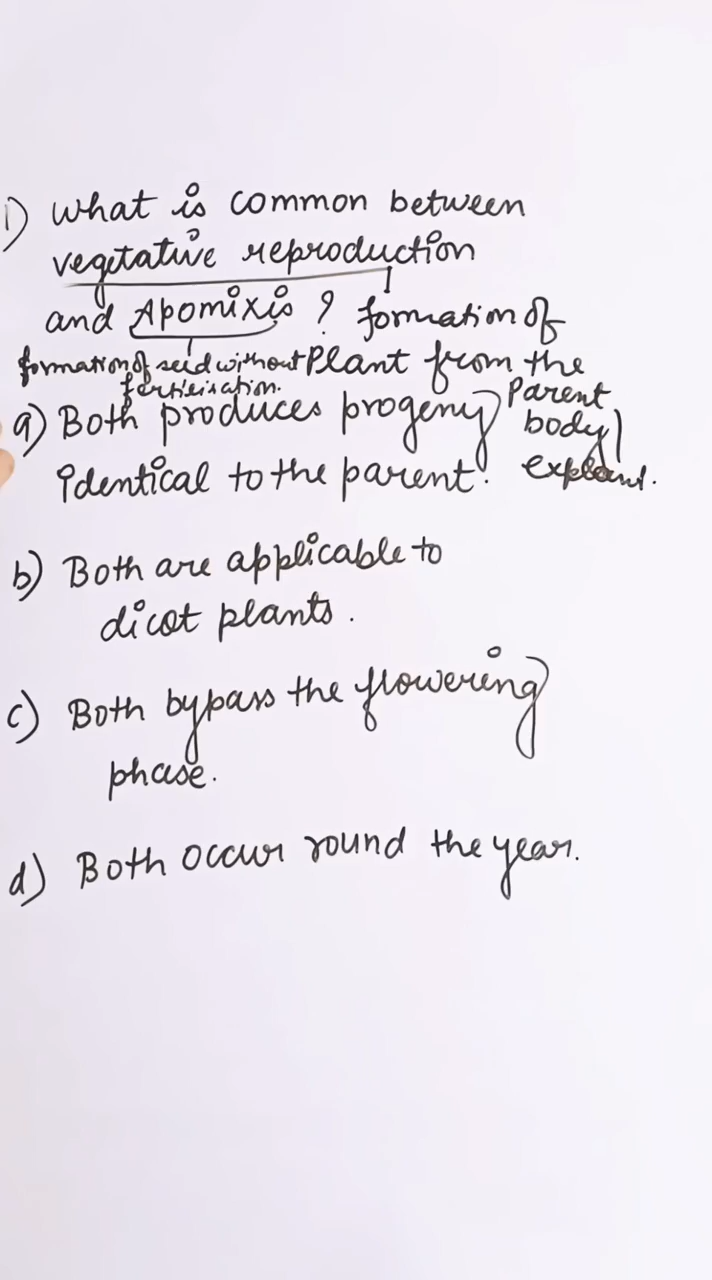 1) What is common between
vegetative reproduction
and Apomixis ? formation of
formation of seed without Plant from the
fertilisation. Parent
a) Both produces progeny body/
identical to the parent. explant.
b) Both are applicable to
dicot plants.
c) Both bypass the flowering
phase.
d) Both occur round the year.